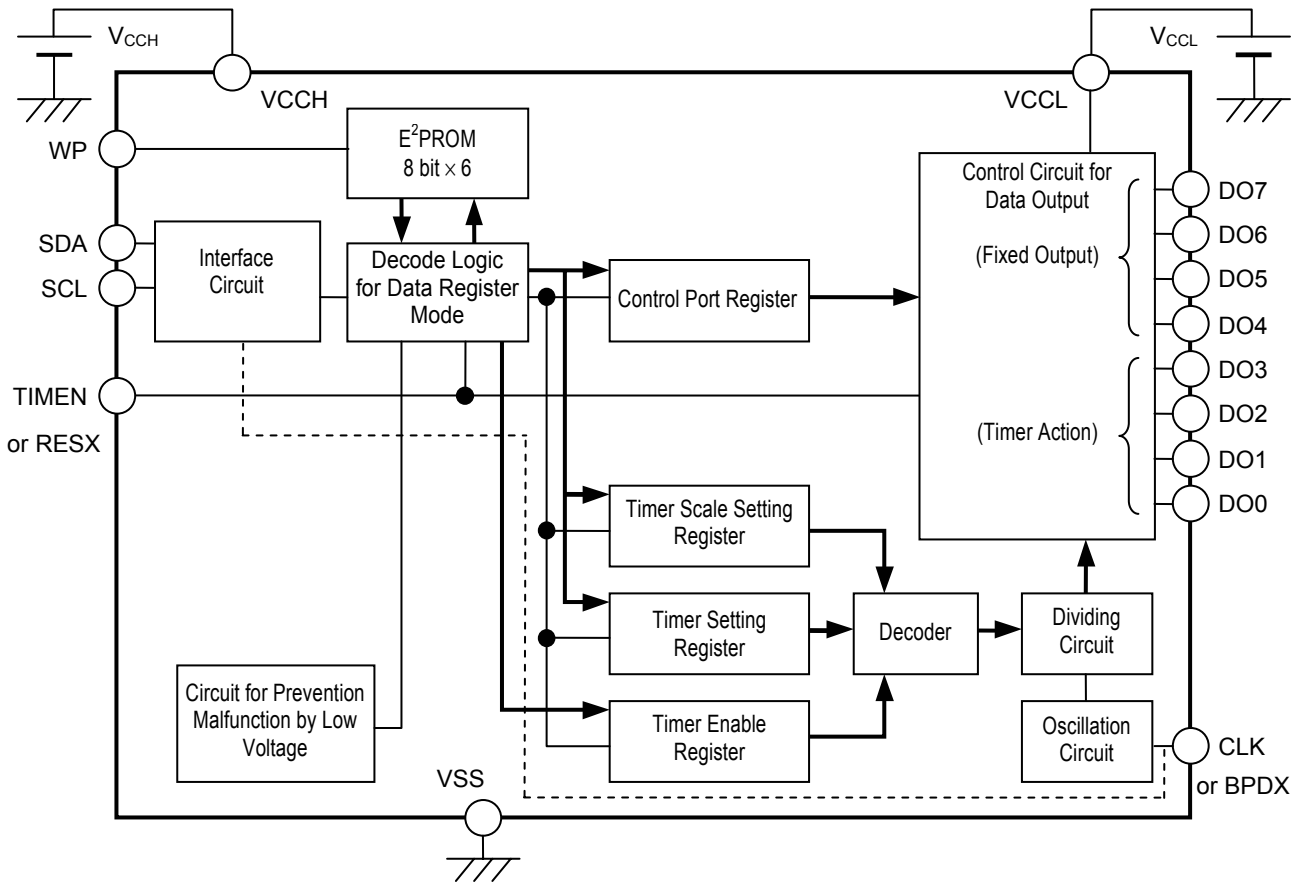 VCCH
VCCL
VCCH
VCCL
WP
E2PROM
8 bit × 6
Control Circuit for
Data Output
DO7
SDA
Interface
Circuit
Decode Logic
for Data Register
Mode
(Fixed Output)
DO6
SCL
Control Port Register
DO5
DO4
TIMEN
or RESX
DO3
DO2
(Timer Action)
DO1
DO0
Timer Scale Setting
Register
Timer Setting
Register
Decoder
Dividing
Circuit
Circuit for Prevention
Malfunction by Low
Voltage
Timer Enable
Register
Oscillation
Circuit
CLK
or BPDX
VSS